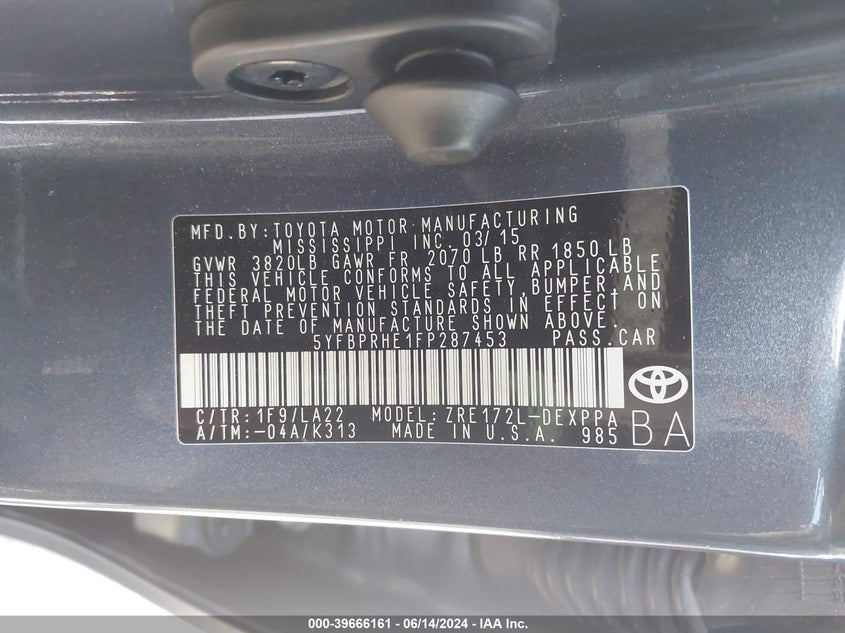 MFD.BY:TOYOTA MOTOR MANUFACTURING
MISSISSIPPI INC. 03/15
GVWR 3820LB GAWR FR 2070 LB RR 1850 LB
THIS VEHICLE CONFORMS TO ALL APPLICABLE
FEDERAL MOTOR VEHICLE SAFETY, BUMPER,AND
THEFT PREVENTION STANDARDS IN EFFECT ON
THE DATE OF MANUFACTURE SHOWN ABOVE.
5YFBPRHE1FP287453 PASS.CAR
C/TR:1F9/LA22 MODEL:ZRE172L-DEXPPA
A/TM:-04A/K313 MADE IN U.S.A. 985
BA
000-39666161 - 06/14/2024 - IAA Inc.